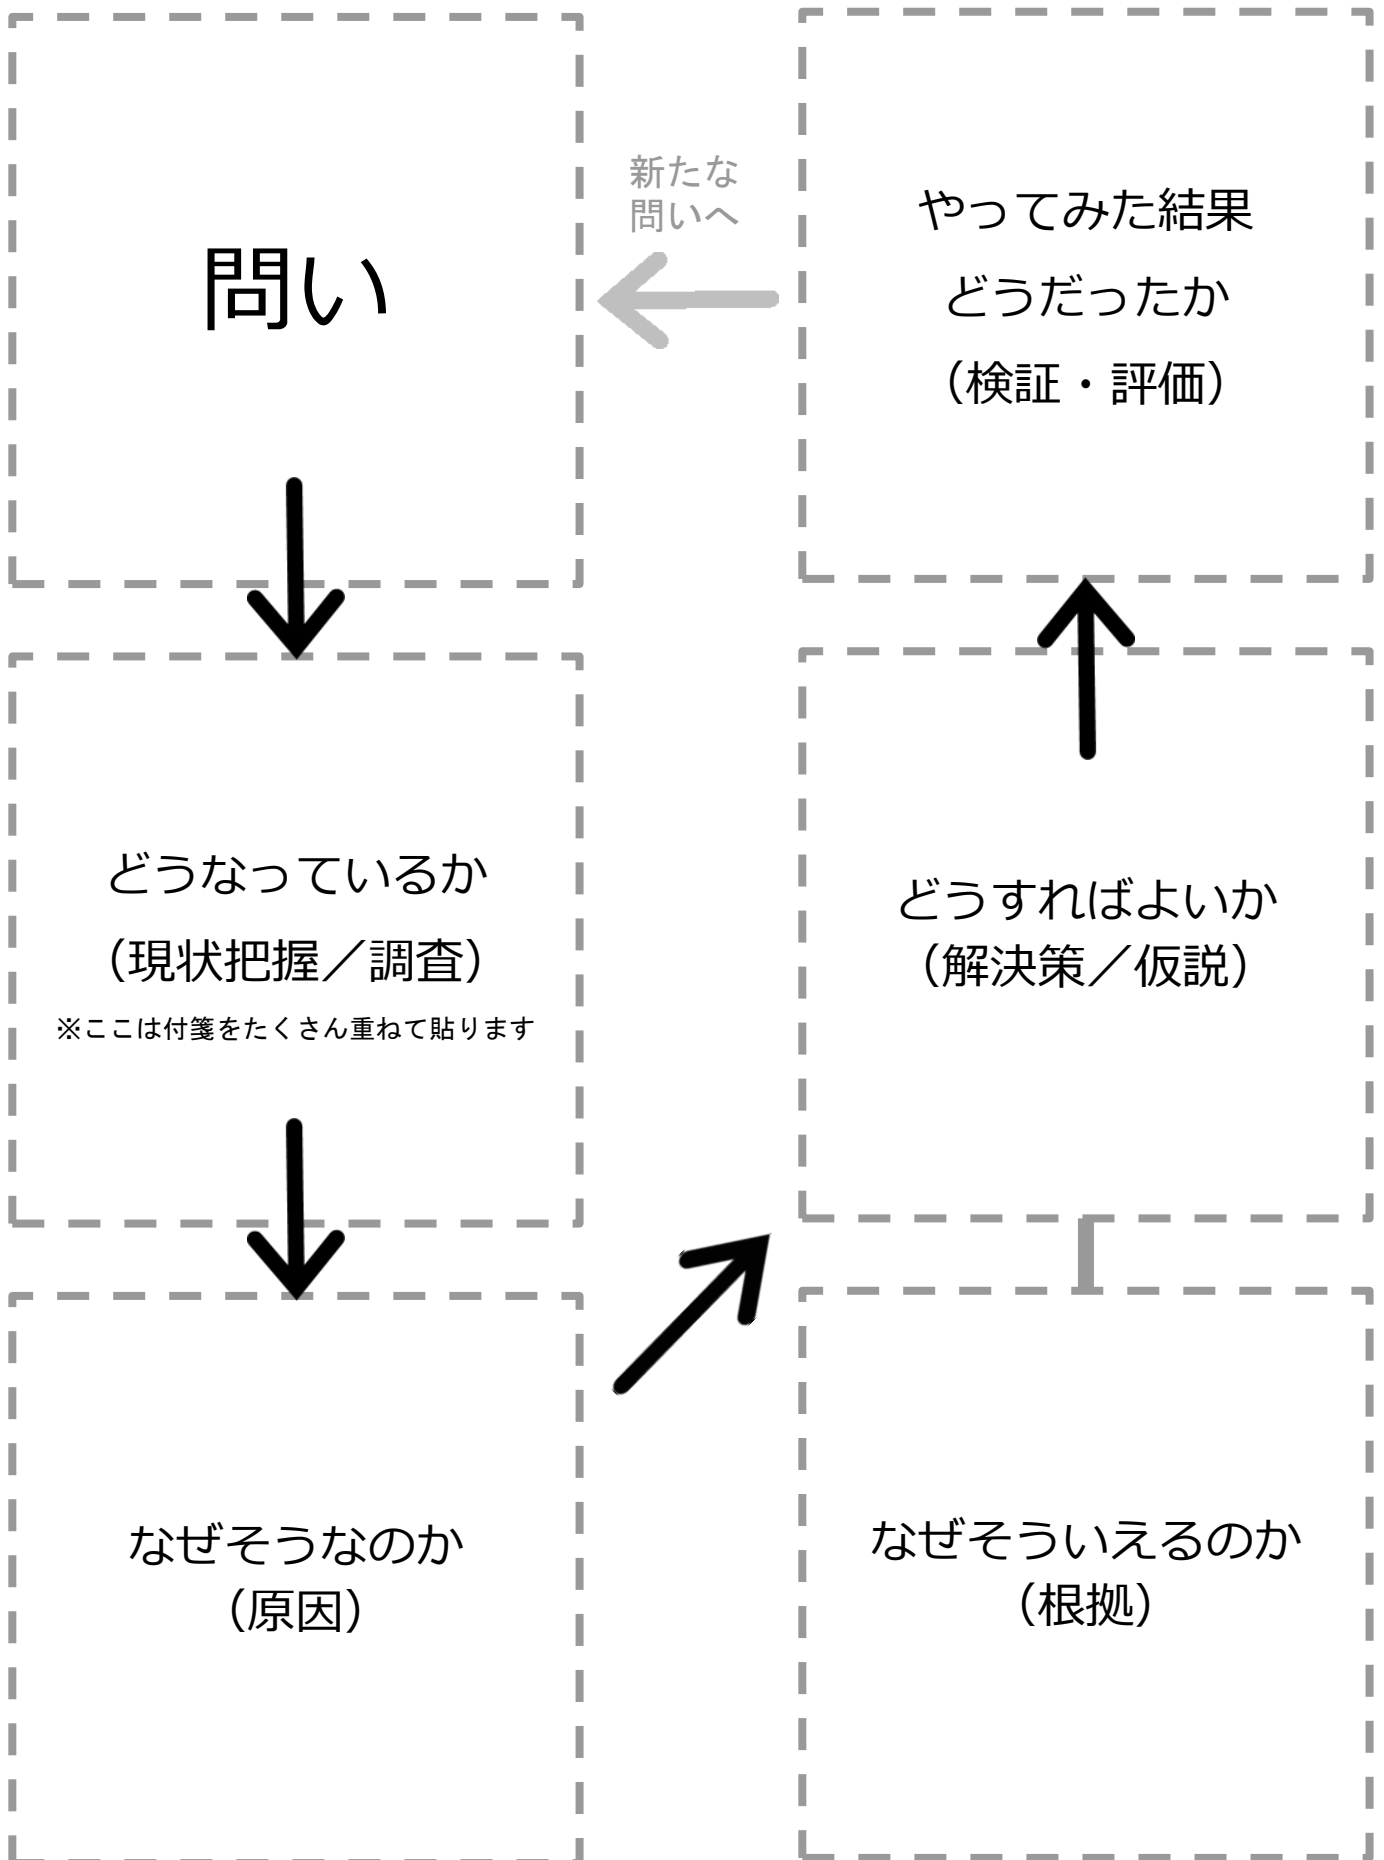 問い
どうなっているか
（現状把握／調査）
※ここは付箋をたくさん重ねて貼ります
なぜそうなのか
（原因）
新たな
問いへ
やってみた結果
どうだったか
（検証・評価）
どうすればよいか
（解決策／仮説）
なぜそういえるのか
（根拠）